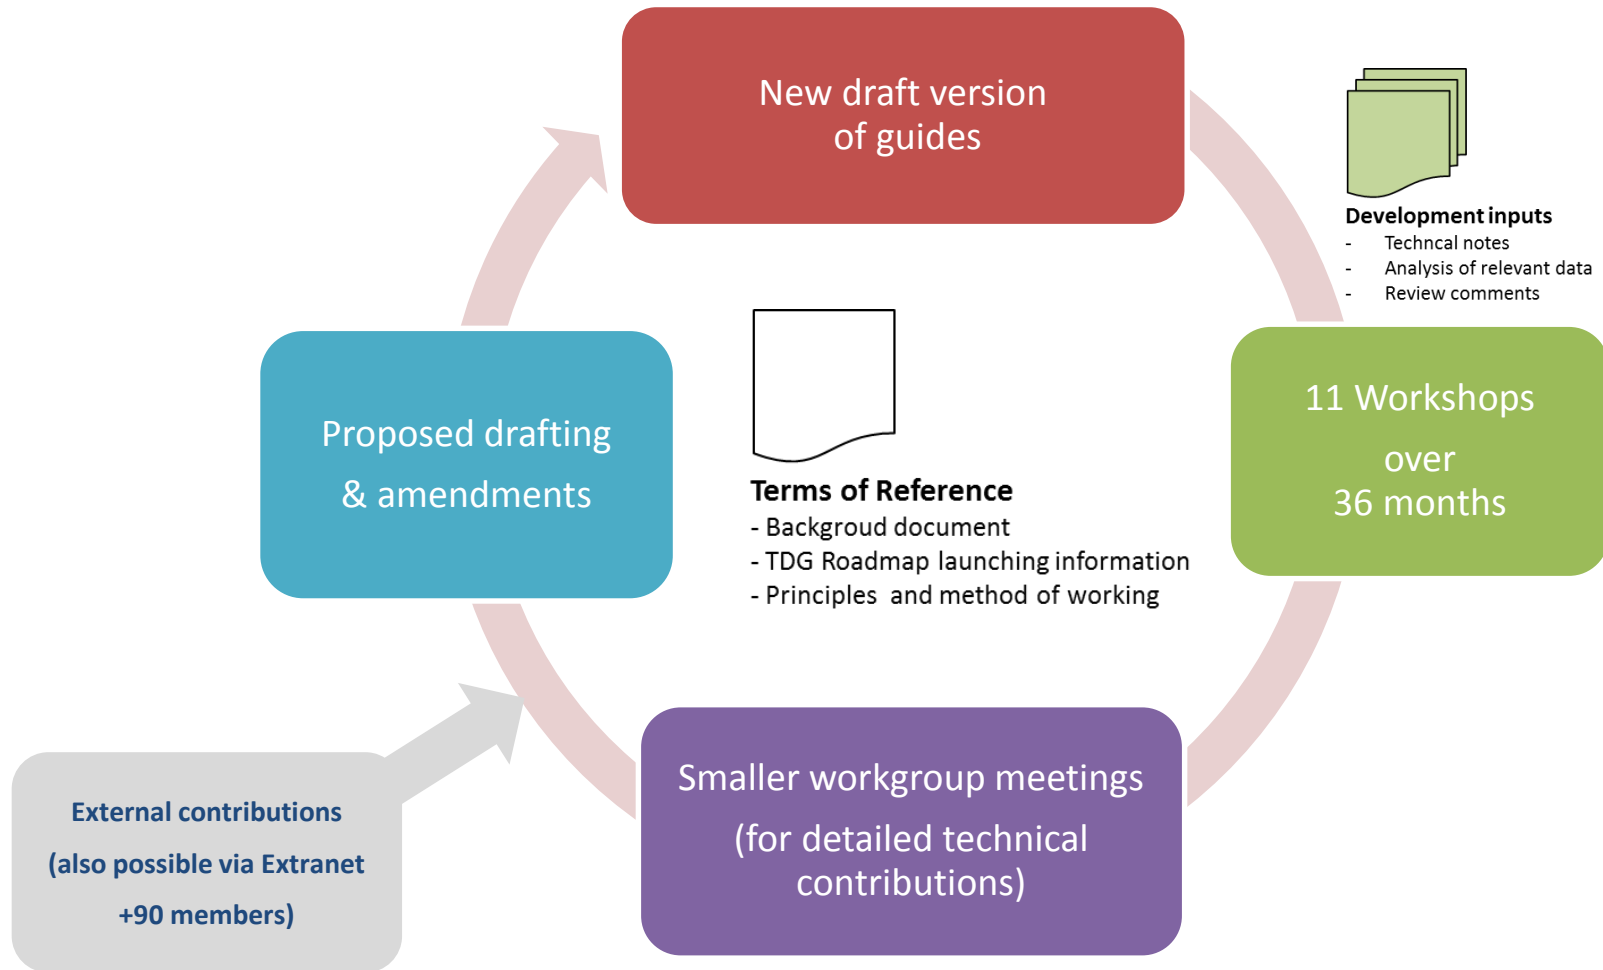 New draft version
of guides
Development inputs
- Techncal notes
- Analysis of relevant data
- Review comments
11 Workshops
over
36 months
Proposed drafting
& amendments
Terms of Reference
- Backgroud document
- TDG Roadmap launching information
- Principles and method of working
Smaller workgroup meetings
(for detailed technical
contributions)
External contributions
(also possible via Extranet
+90 members)